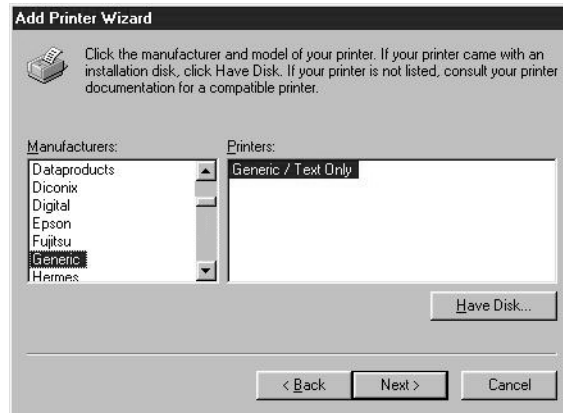 Add Printer Wizard
Click the manufacturer and model of your printer. If your printer came with an
installation disk, click Have Disk. If your printer is not listed, consult your printer
documentation for a compatible printer.
Manufacturers:
Printers:
Dataproducts
Diconix
Digital
Epson
Fujitsu
Generic
Hermes
Generic / Text Only
Have Disk...
< Back
Next >
Cancel